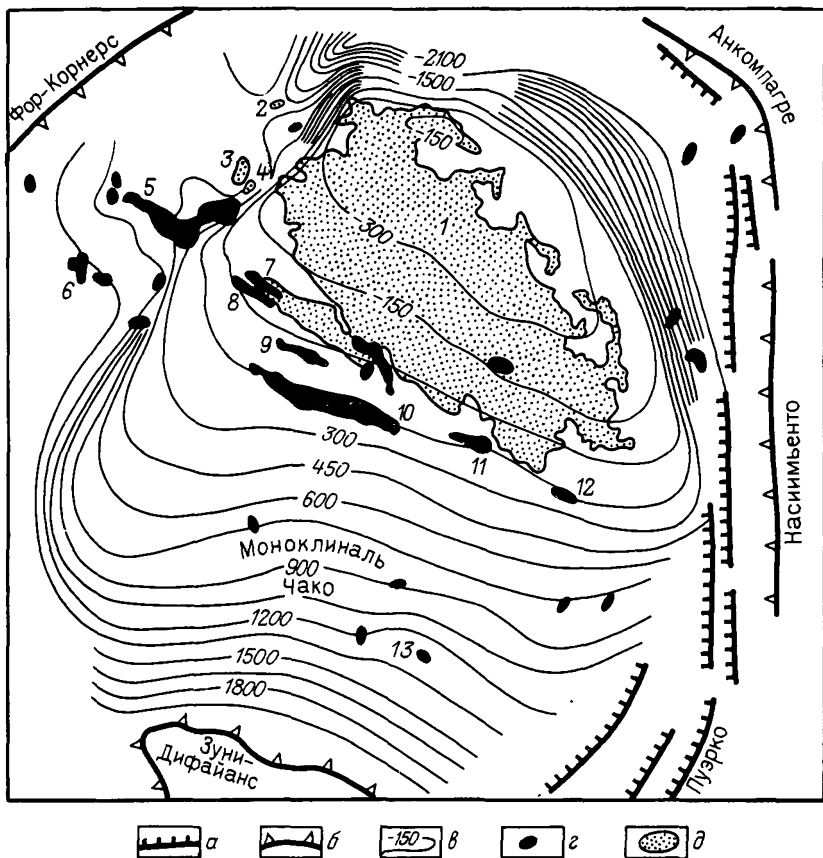 Фор-Корнерс
Анкомпагре
-2100
-1500
2
-150
3
4
5
1
-300
6
7
8
-150
9
10
300
11
450
12
600
Насиимьенто
Моноклиналь
900
Чако
1200
13
1500
1800
Зуни-
Дифайанс
Пуэрко
а
б
-150
в
г
д